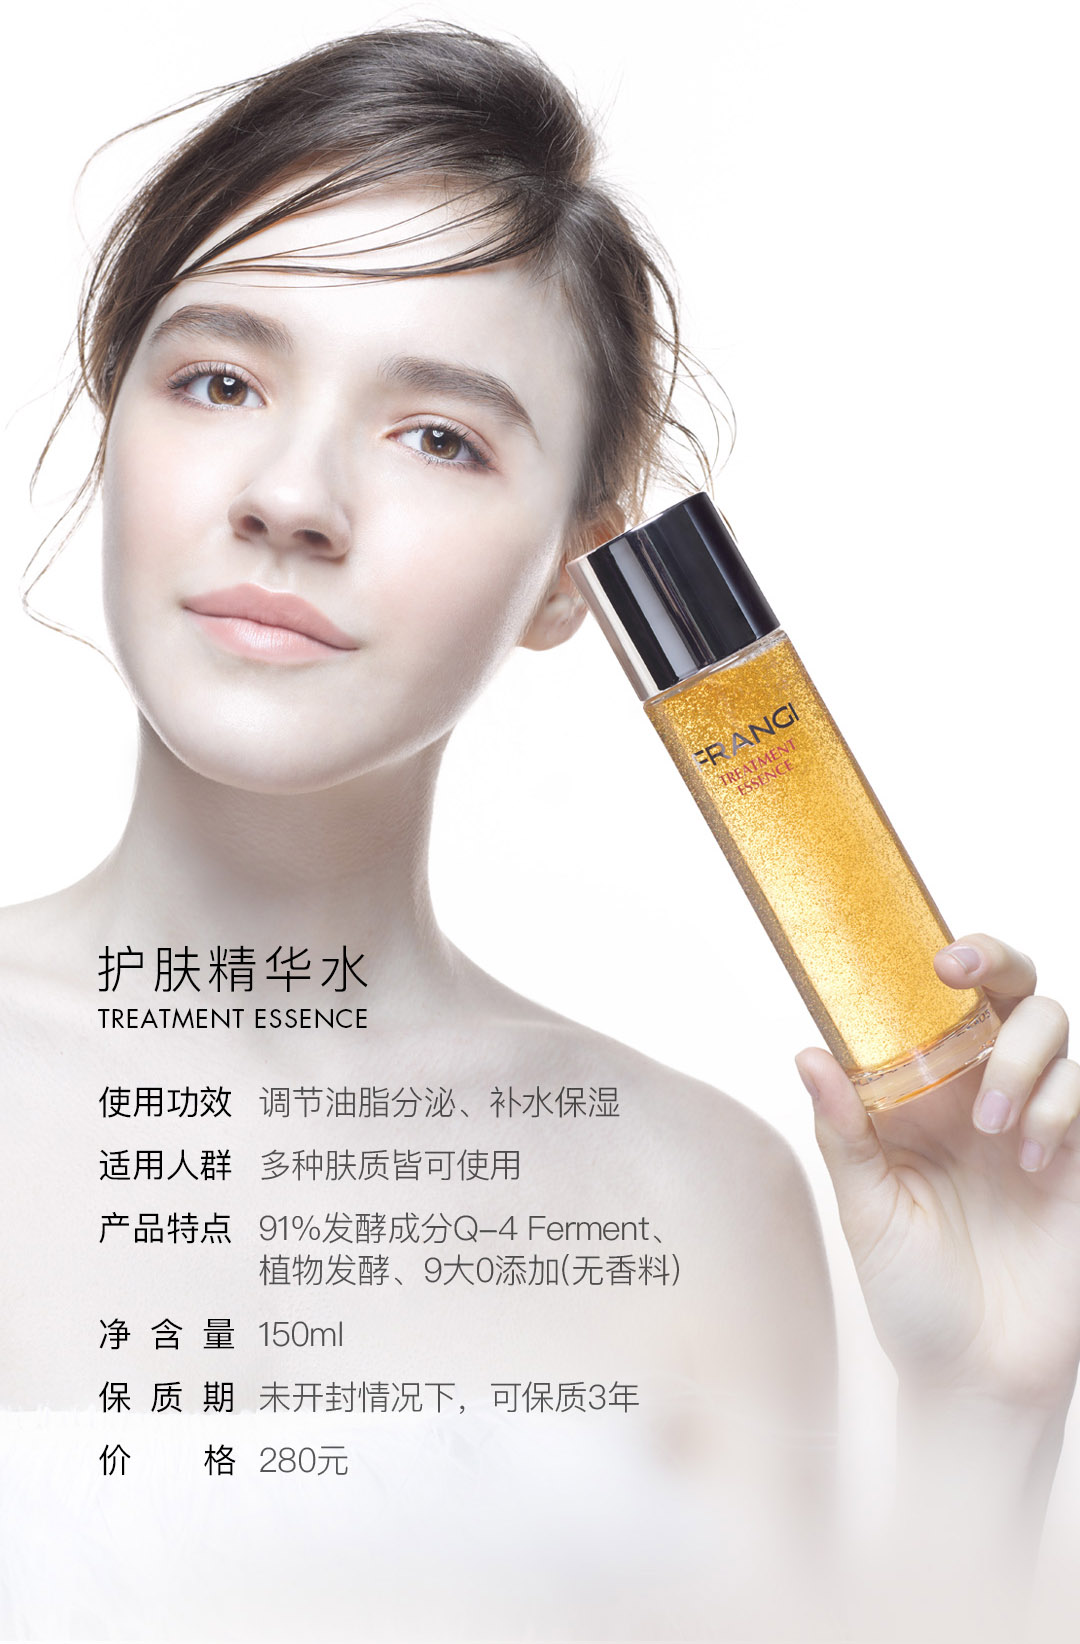 FRANGI
TREATMENT
ESSENCE
护肤精华水
TREATMENT ESSENCE
使用功效 调节油脂分泌、补水保湿
适用人群 多种肤质皆可使用
产品特点 91%发酵成分Q-4 Ferment、
植物发酵、9大0添加(无香料)
净含量 150ml
保质期 未开封情况下，可保质3年
价格 280元